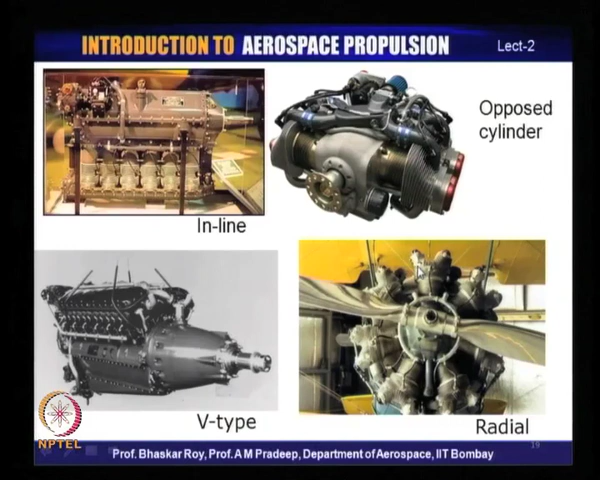 INTRODUCTION TO AEROSPACE PROPULSION
Lect-2
Opposed
cylinder
In-line
V-type
Radial
NPTEL
19
Prof. Bhaskar Roy, Prof. A M Pradeep, Department of Aerospace, IIT Bombay